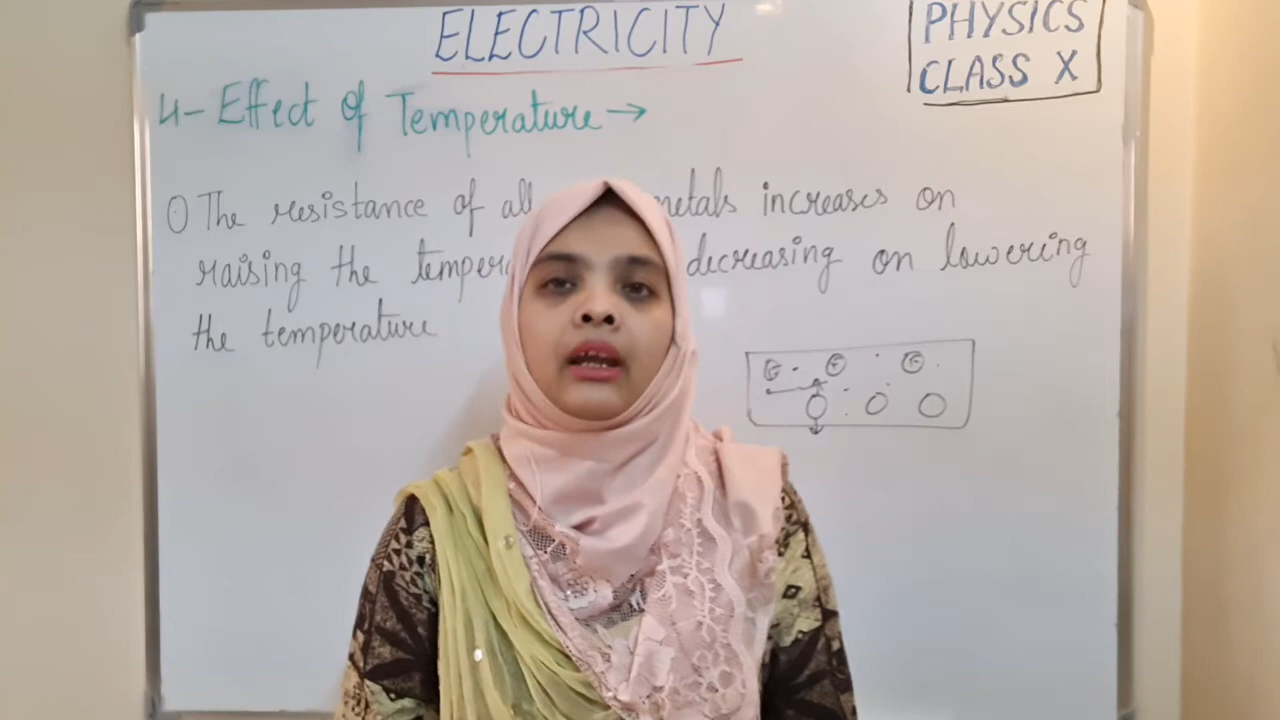 ELECTRICITY
PHYSICS
CLASS X
4- Effect of Temperature →
① The resistance of all metals increases on
raising the decreasing on lowering
the temperature